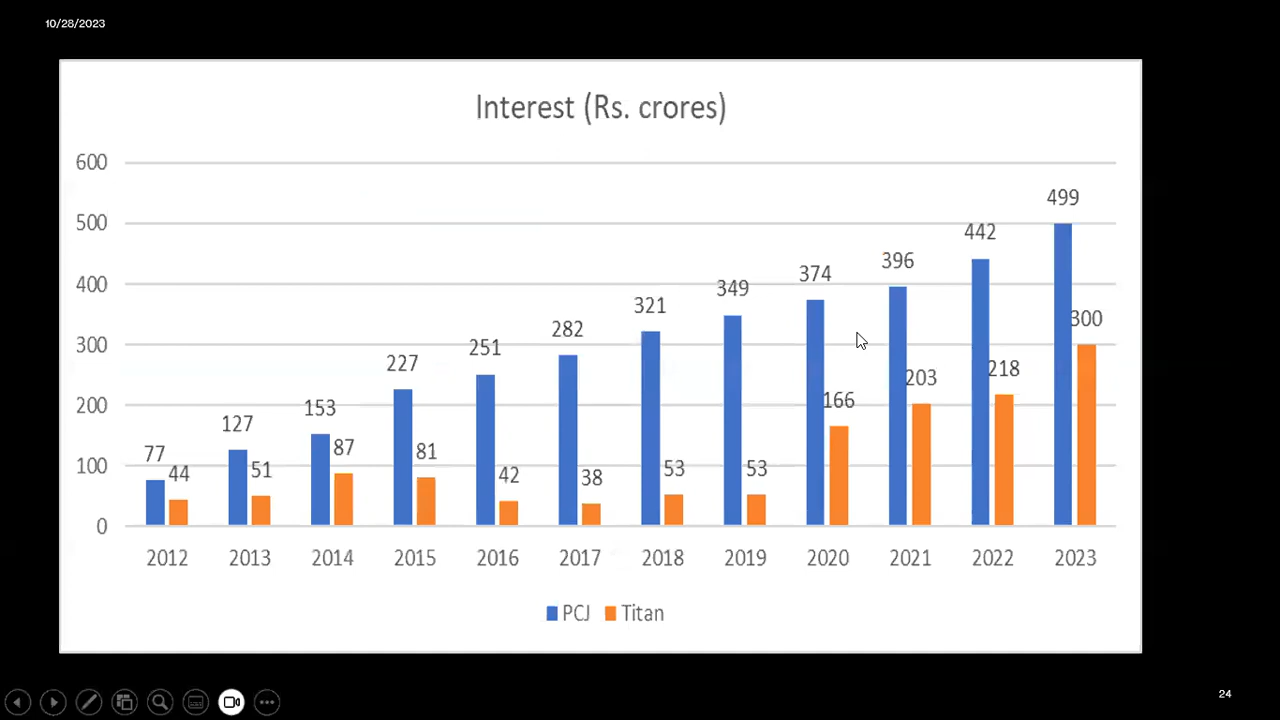 10/28/2023
Interest (Rs. crores)
600
500
400
300
200
100
0
77 127 153 227 251 282 321 349 374 396 442 499
44 51 87 81 42 38 53 53 166 203 218 300
2012 2013 2014 2015 2016 2017 2018 2019 2020 2021 2022 2023
PCJ Titan
24